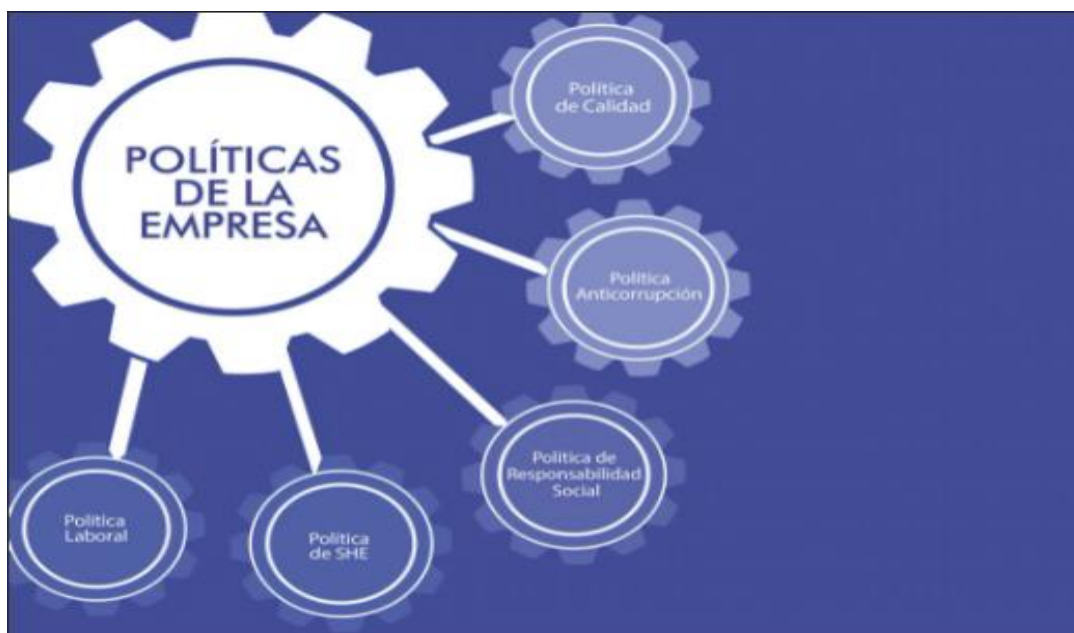 POLÍTICAS
DE LA
EMPRESA
Política
de Calidad
Política
Anticorrupción
Política de
Responsabilidad
Social
Política
de SHE
Política
Laboral